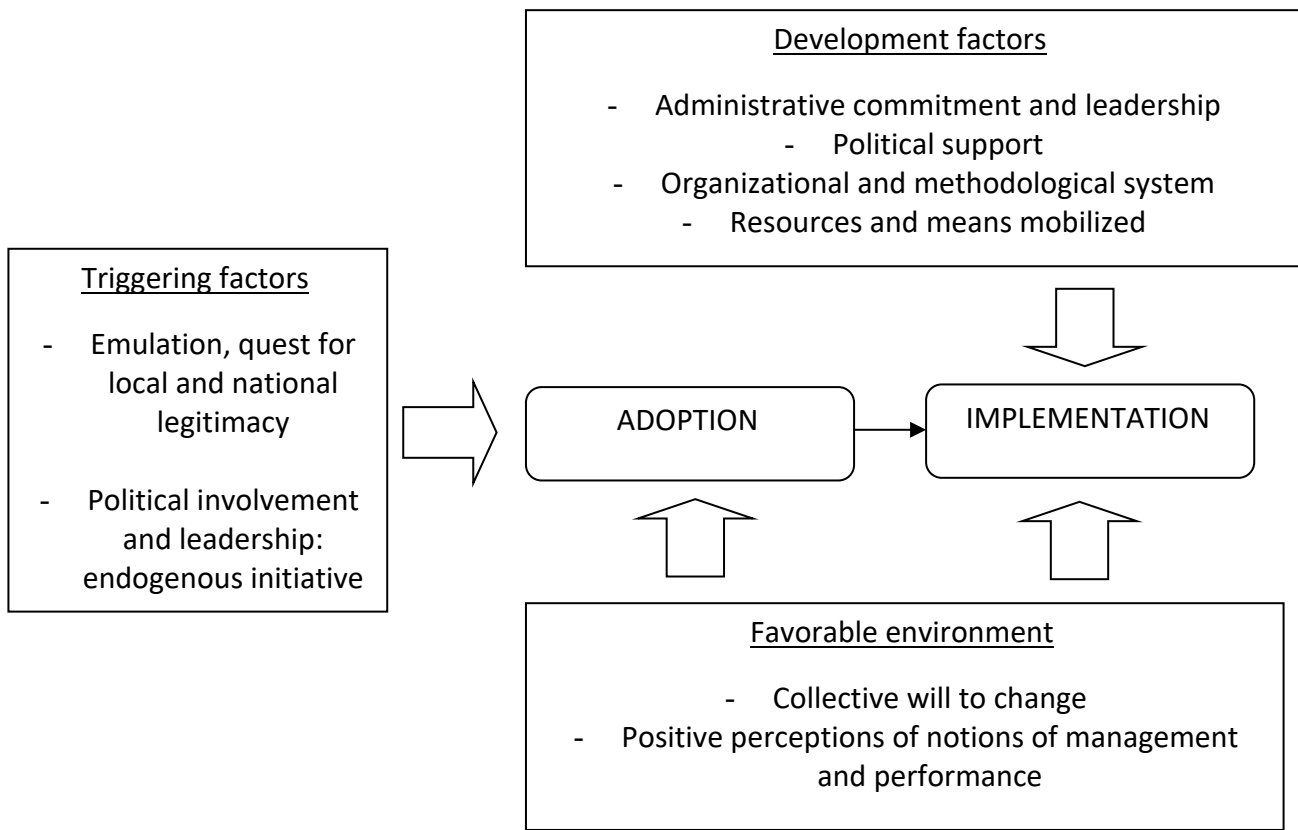 Development factors
- Administrative commitment and leadership
- Political support
- Organizational and methodological system
- Resources and means mobilized
Triggering factors
- Emulation, quest for
local and national
legitimacy
- Political involvement
and leadership:
endogenous initiative
ADOPTION
IMPLEMENTATION
Favorable environment
- Collective will to change
- Positive perceptions of notions of management
and performance